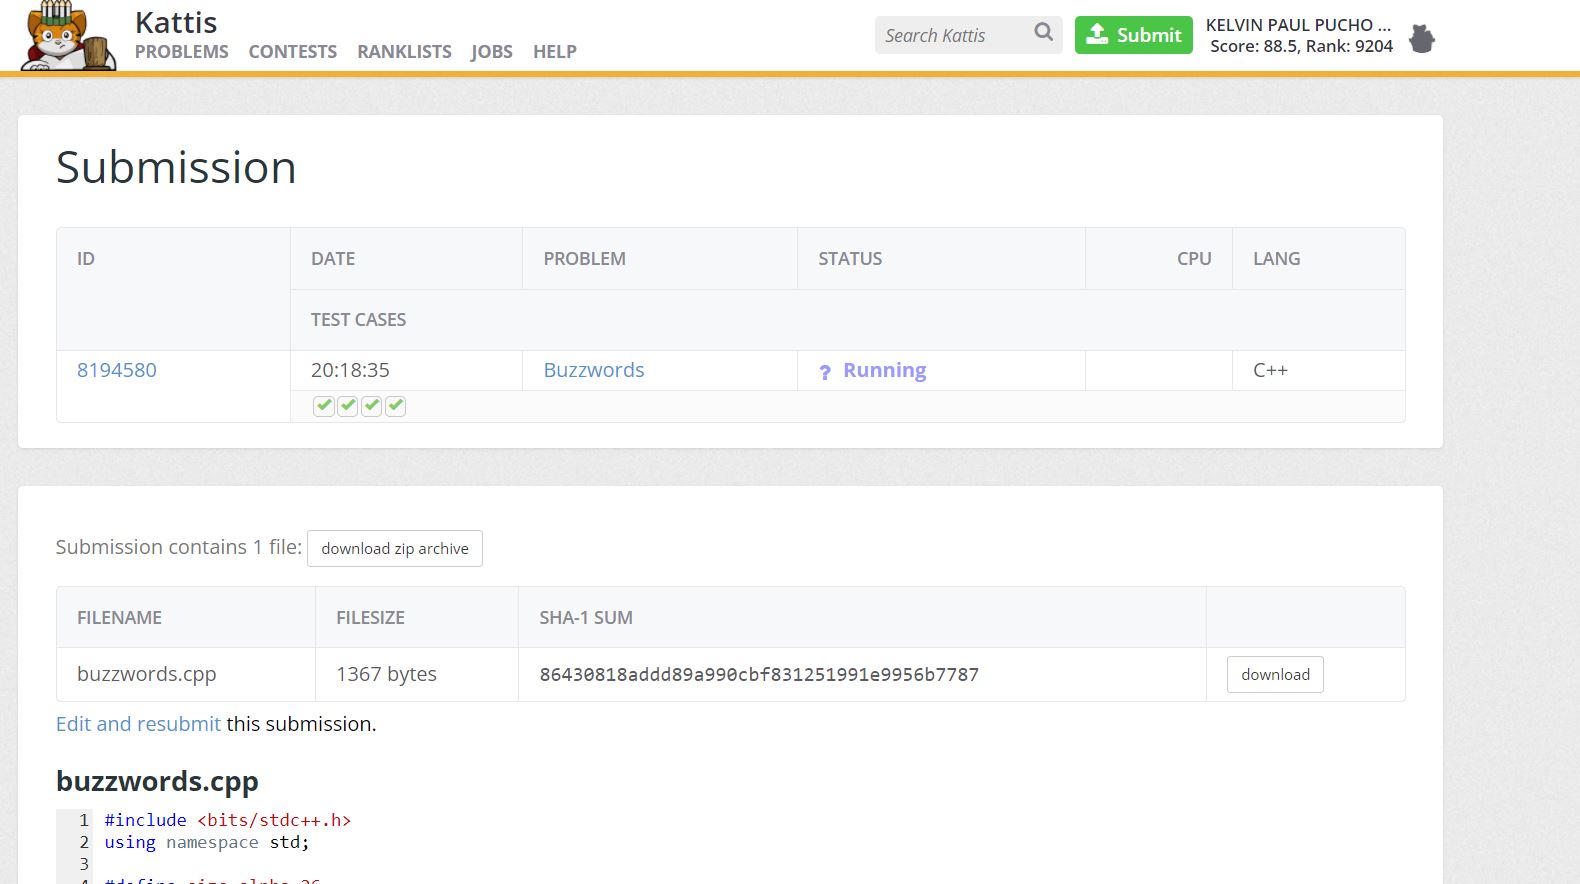 Kattis
PROBLEMS CONTESTS RANKLISTS JOBS HELP
Search Kattis
Submit
KELVIN PAUL PUCHO ...
Score: 88.5, Rank: 9204
Submission
ID DATE PROBLEM STATUS CPU LANG
TEST CASES
8194580 20:18:35 Buzzwords ? Running C++
Submission contains 1 file: download zip archive
FILENAME FILESIZE SHA-1 SUM
buzzwords.cpp 1367 bytes 86430818addd89a990cbf831251991e9956b7787 download
Edit and resubmit this submission.
buzzwords.cpp
1 #include <bits/stdc++.h>
2 using namespace std;
3
4 #define size_alpha 26